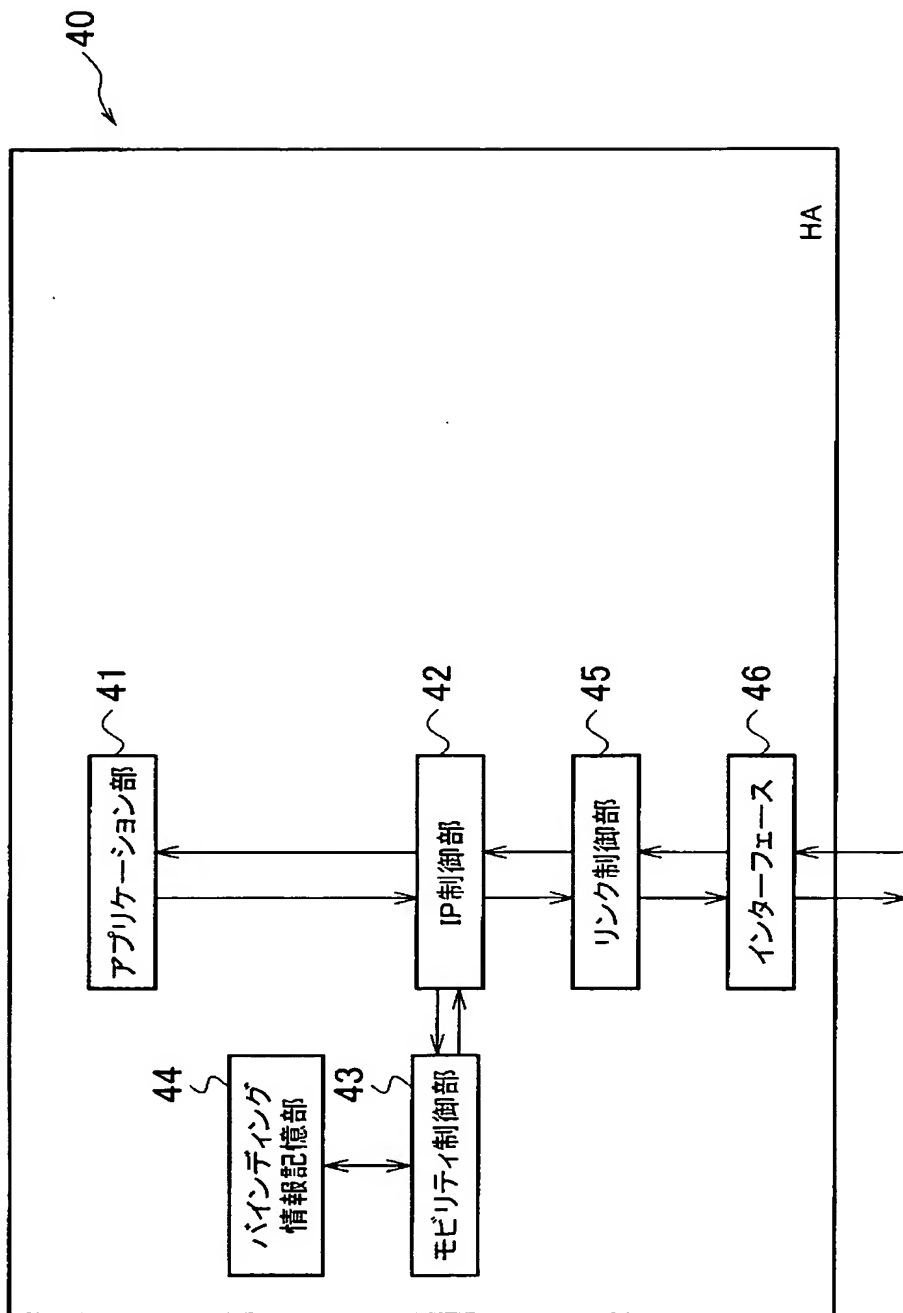 40
HA
アプリケーション部
41
IP制御部
42
リンク制御部
45
インターフェース
46
バインディング
情報記憶部
44
モビリティ制御部
43